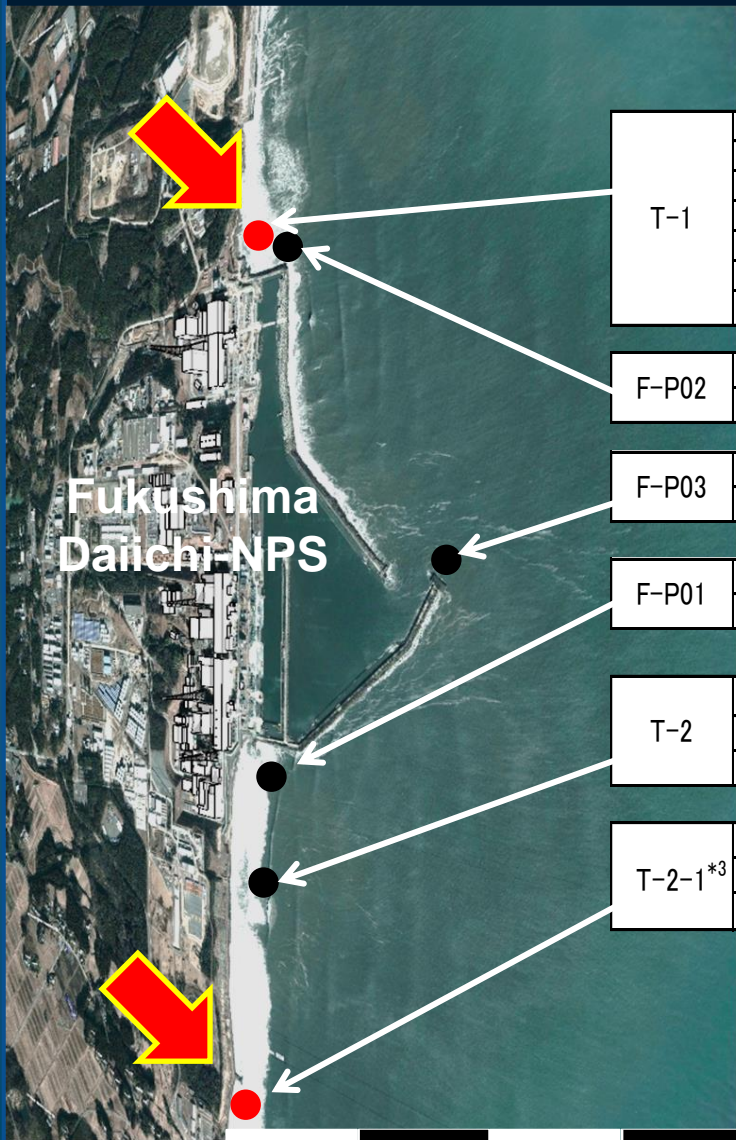 T-1
F-P02
F-P03
Fukushima
Daiichi NPS
F-P01
T-2
T-2-1*3